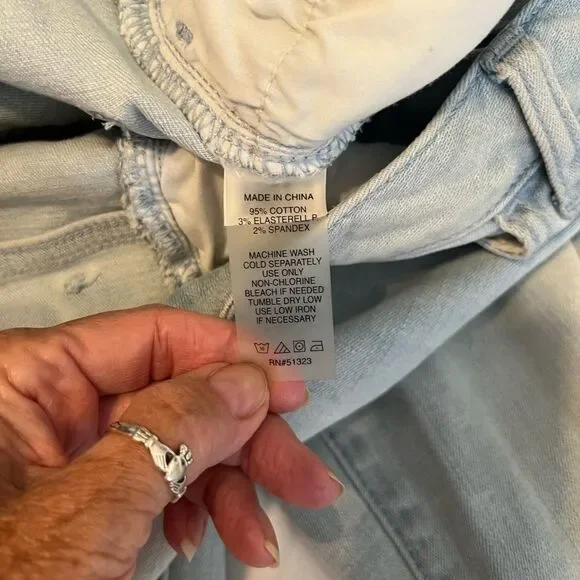 MADE IN CHINA
95% COTTON
3% ELASTERELL P
2% SPANDEX
MACHINE WASH
COLD SEPARATELY
USE ONLY
NON-CHLORINE
BLEACH IF NEEDED
TUMBLE DRY LOW
USE LOW IRON
IF NECESSARY
RN#51323